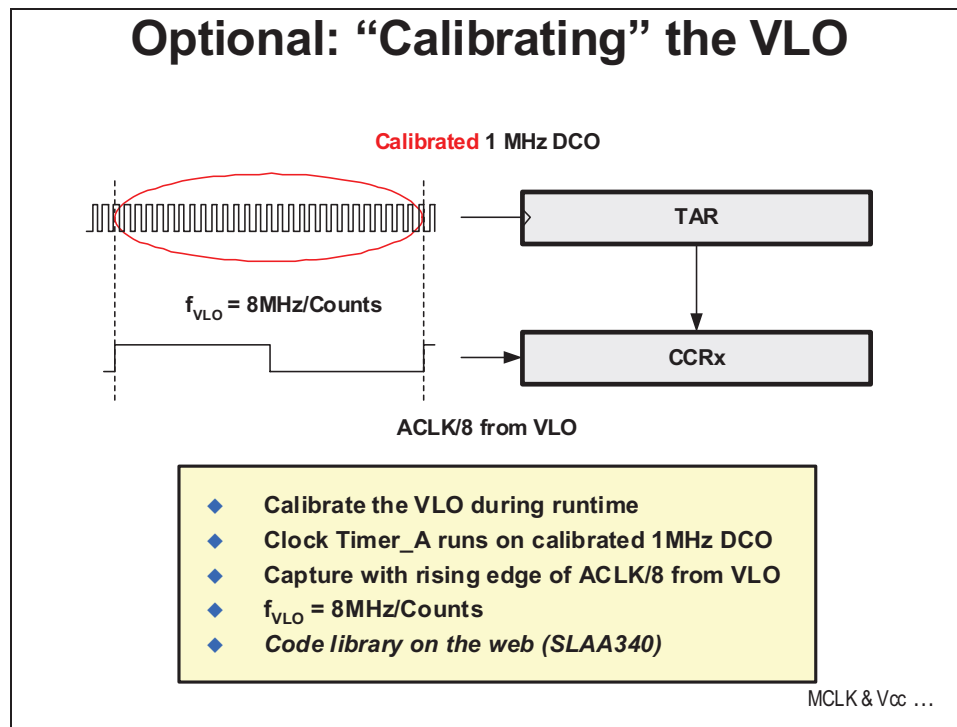 Optional: “Calibrating” the VLO
Calibrated 1 MHz DCO
TAR
fVLO = 8MHz/Counts
CCRx
ACLK/8 from VLO
◆ Calibrate the VLO during runtime
◆ Clock Timer_A runs on calibrated 1MHz DCO
◆ Capture with rising edge of ACLK/8 from VLO
◆ fVLO = 8MHz/Counts
◆ Code library on the web (SLAA340)
MCLK & Vcc …